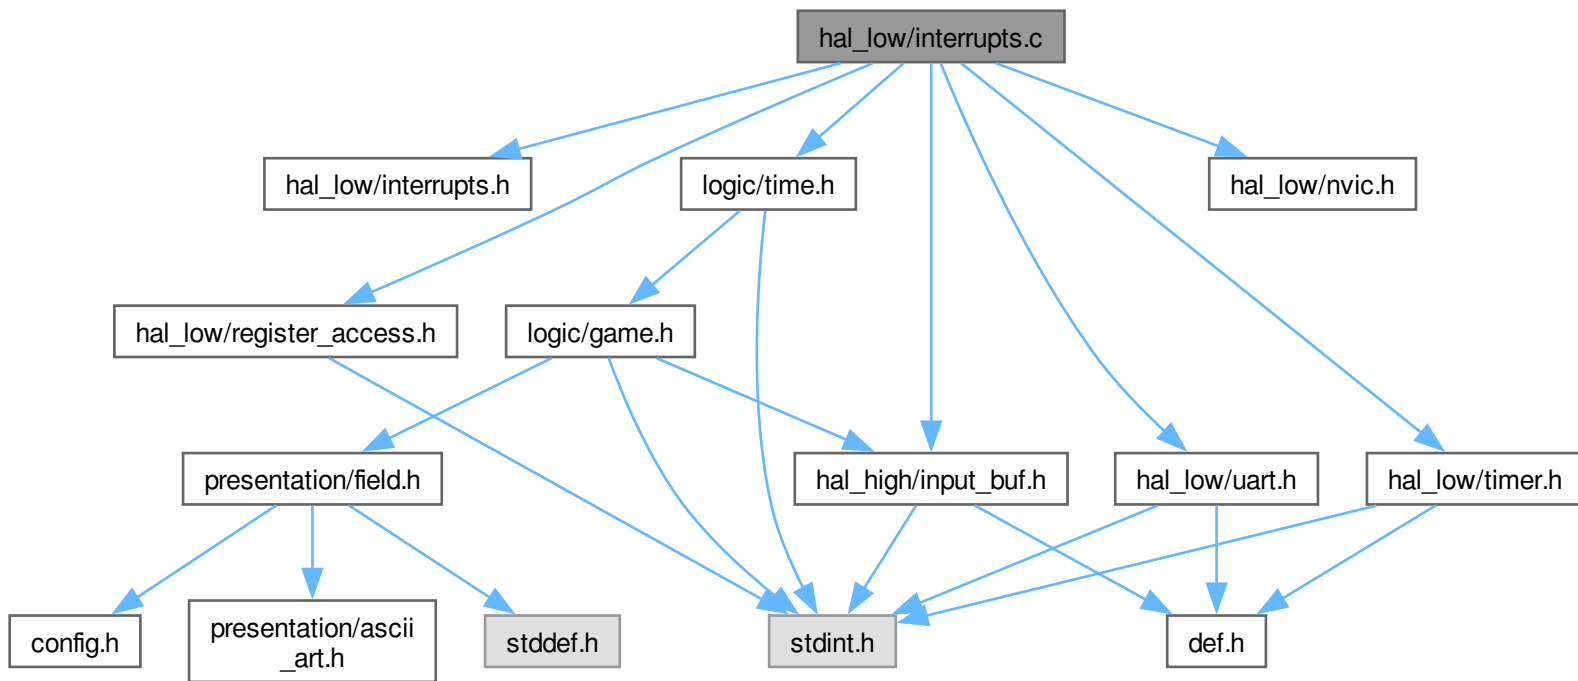 hal_low/interrupts.c
hal_low/interrupts.h
logic/time.h
hal_low/nvic.h
hal_low/register_access.h
logic/game.h
presentation/field.h
hal_high/input_buf.h
hal_low/uart.h
hal_low/timer.h
config.h
presentation/ascii
_art.h
stddef.h
stdint.h
def.h